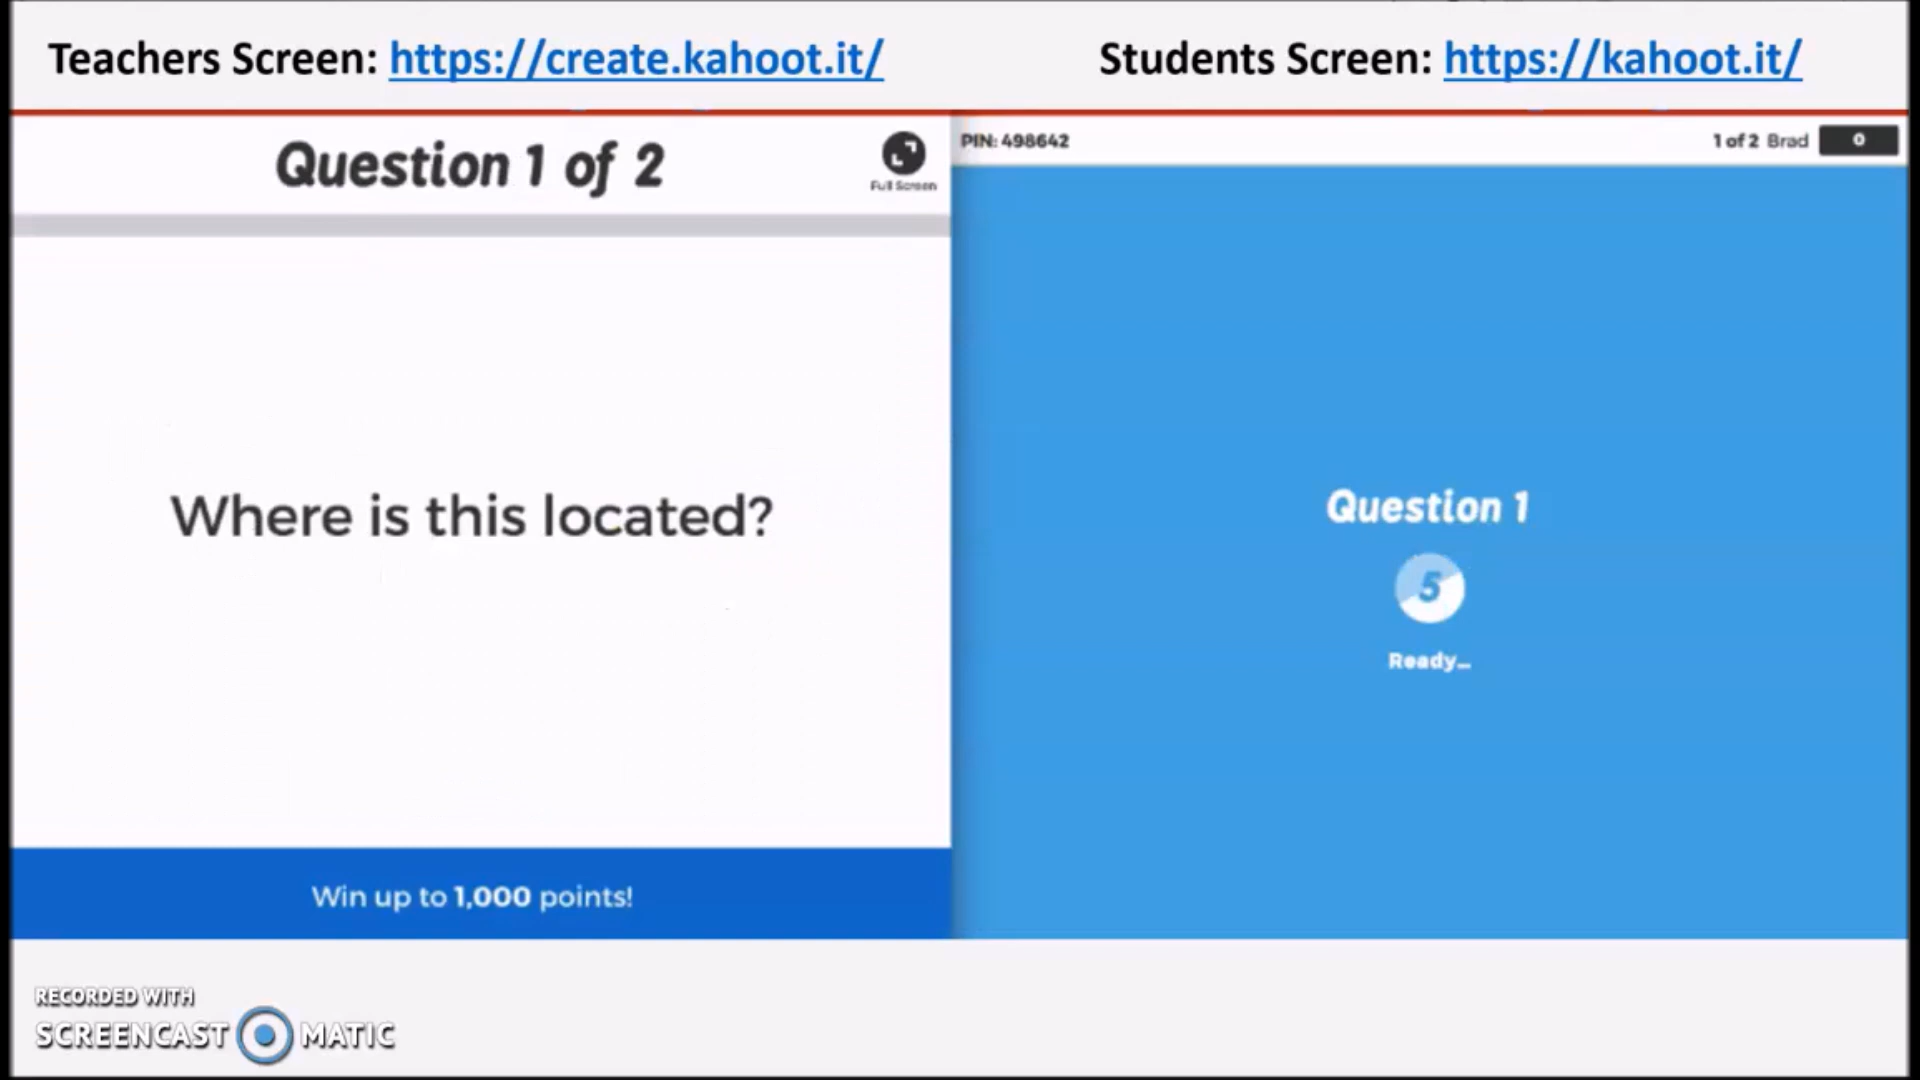 Teachers Screen: https://create.kahoot.it/
Students Screen: https://kahoot.it/
Question 1 of 2
Full Screen
Where is this located?
Win up to 1,000 points!
PIN: 498642
1 of 2 Brad 0
Question 1
5
Ready...
RECORDED WITH
SCREENCAST MATIC